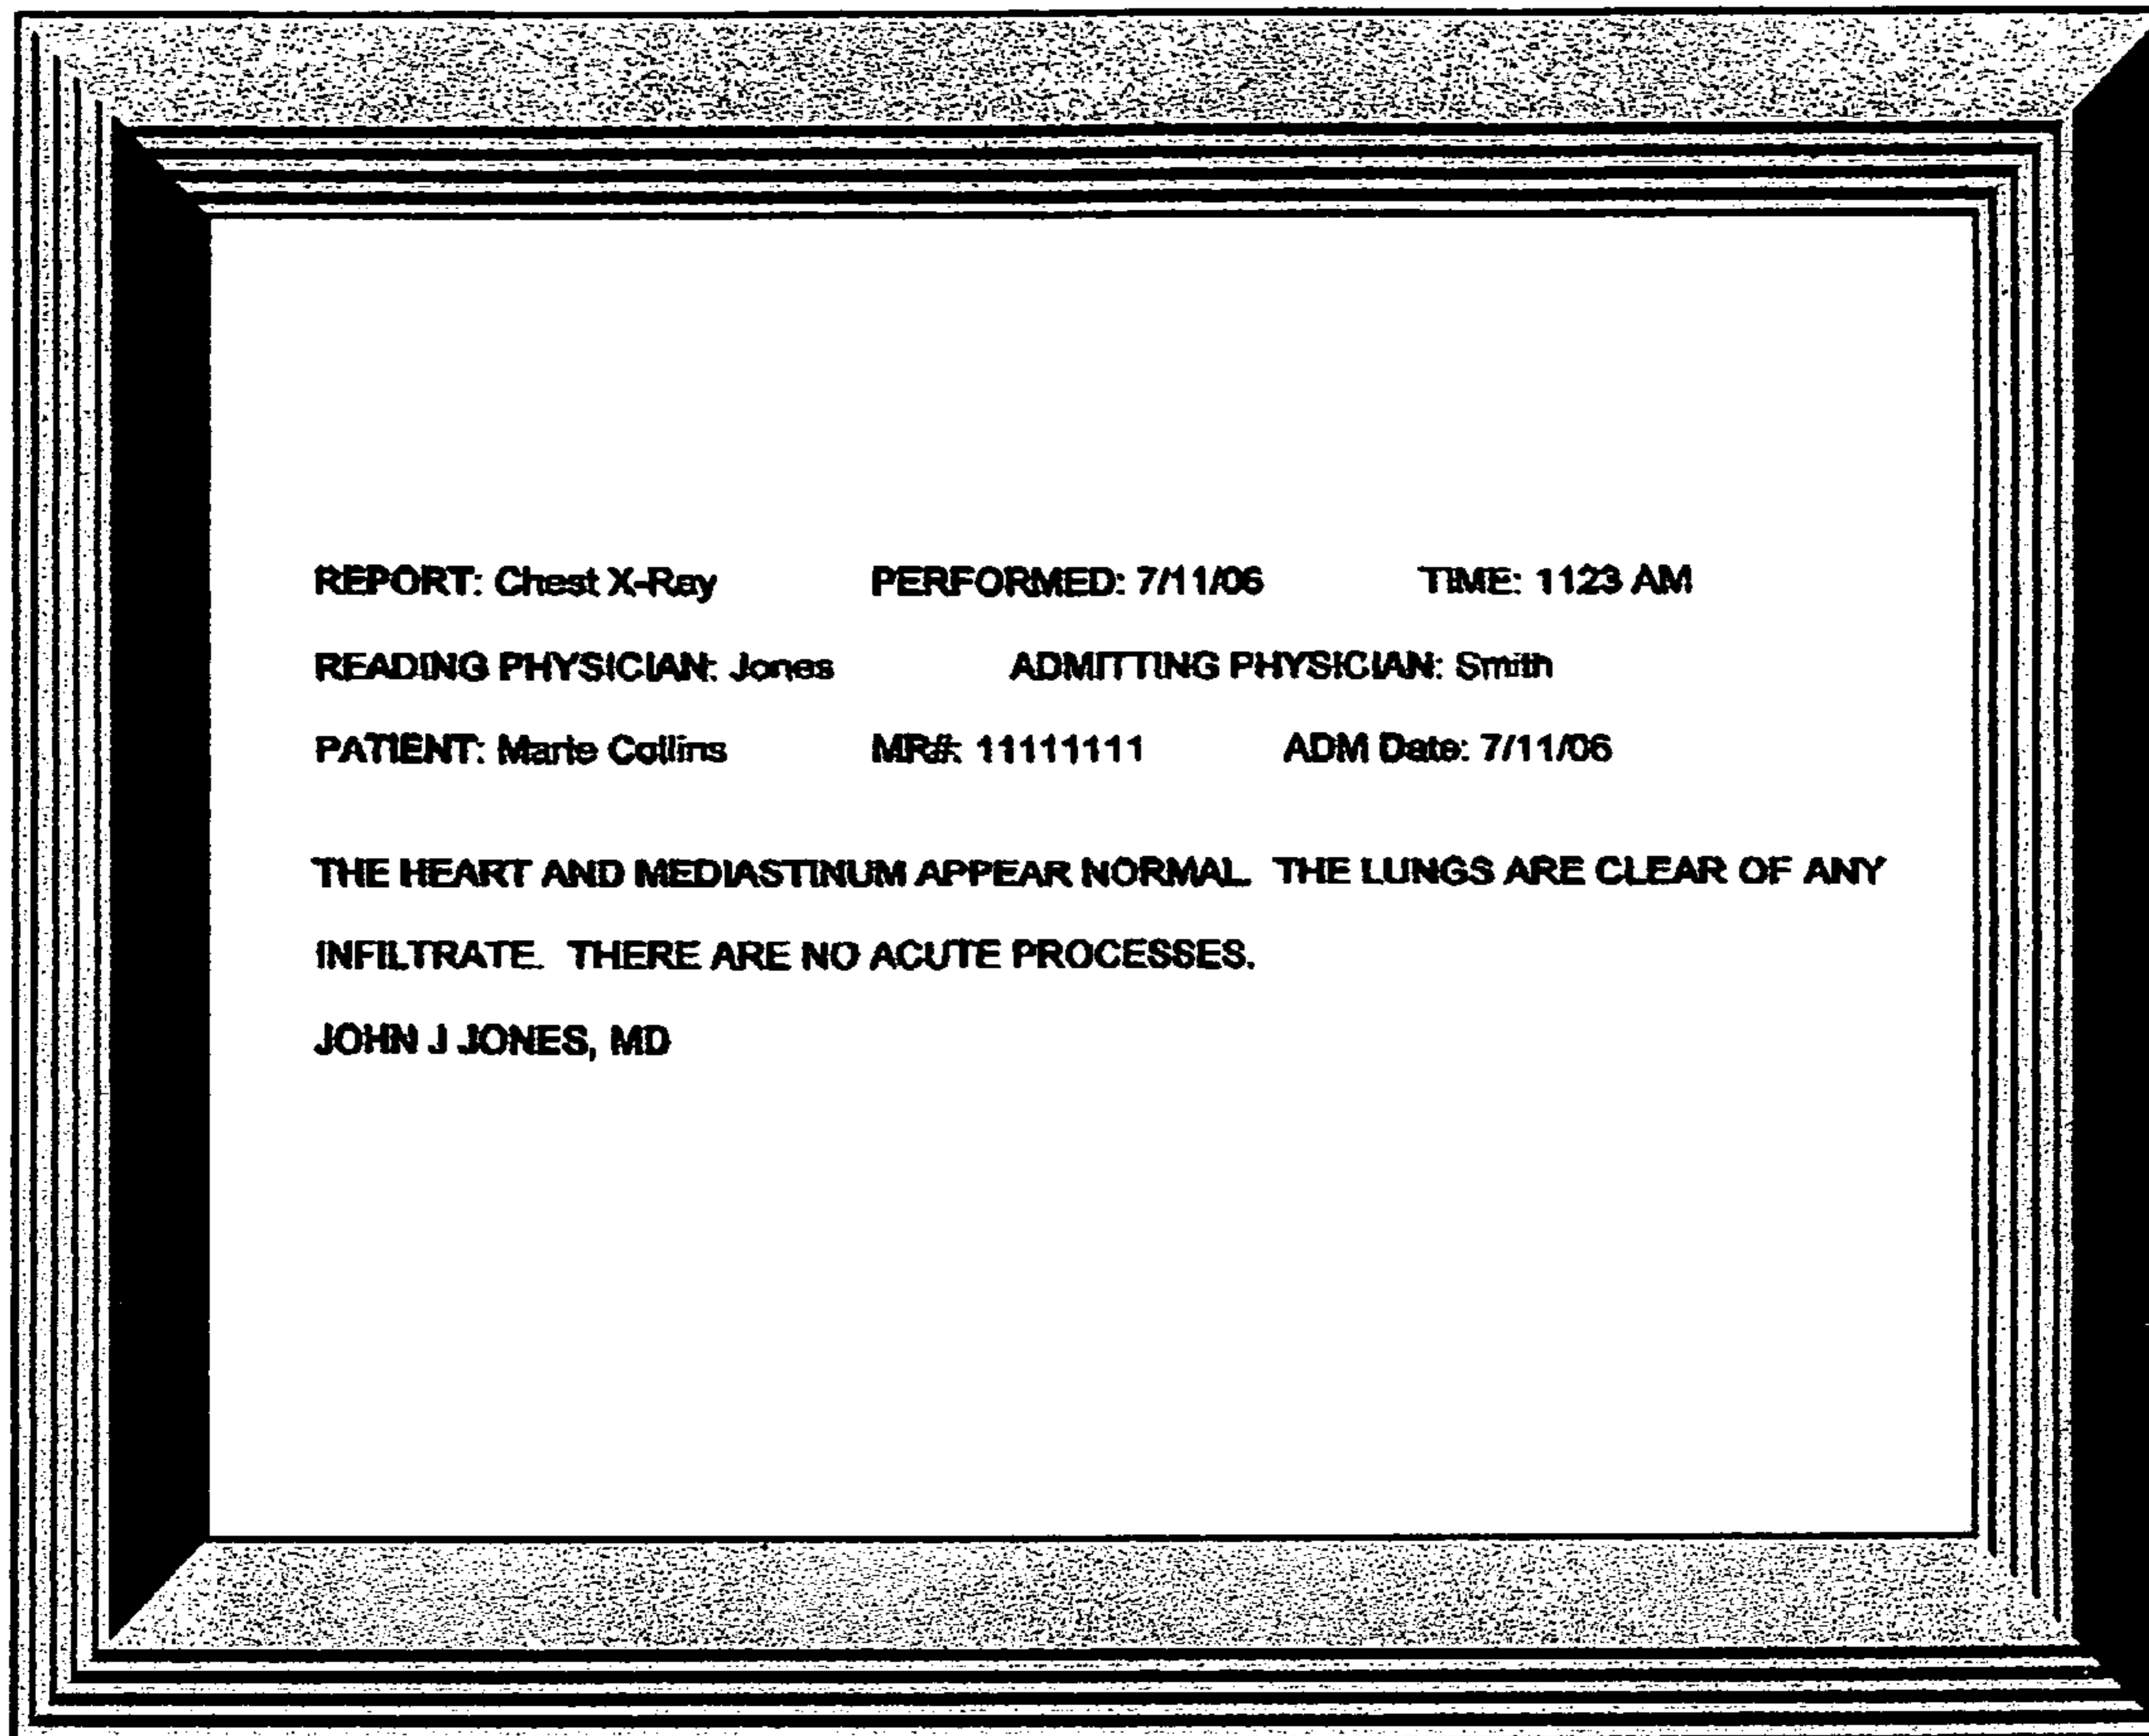 REPORT: Chest X-Ray PERFORMED: 7/11/06 TIME: 1123 AM
READING PHYSICIAN: Jones ADMITTING PHYSICIAN: Smith
PATIENT: Marie Collins MR#: 11111111 ADM Date: 7/11/06
THE HEART AND MEDIASTINUM APPEAR NORMAL. THE LUNGS ARE CLEAR OF ANY
INFILTRATE. THERE ARE NO ACUTE PROCESSES.
JOHN J JONES, MD